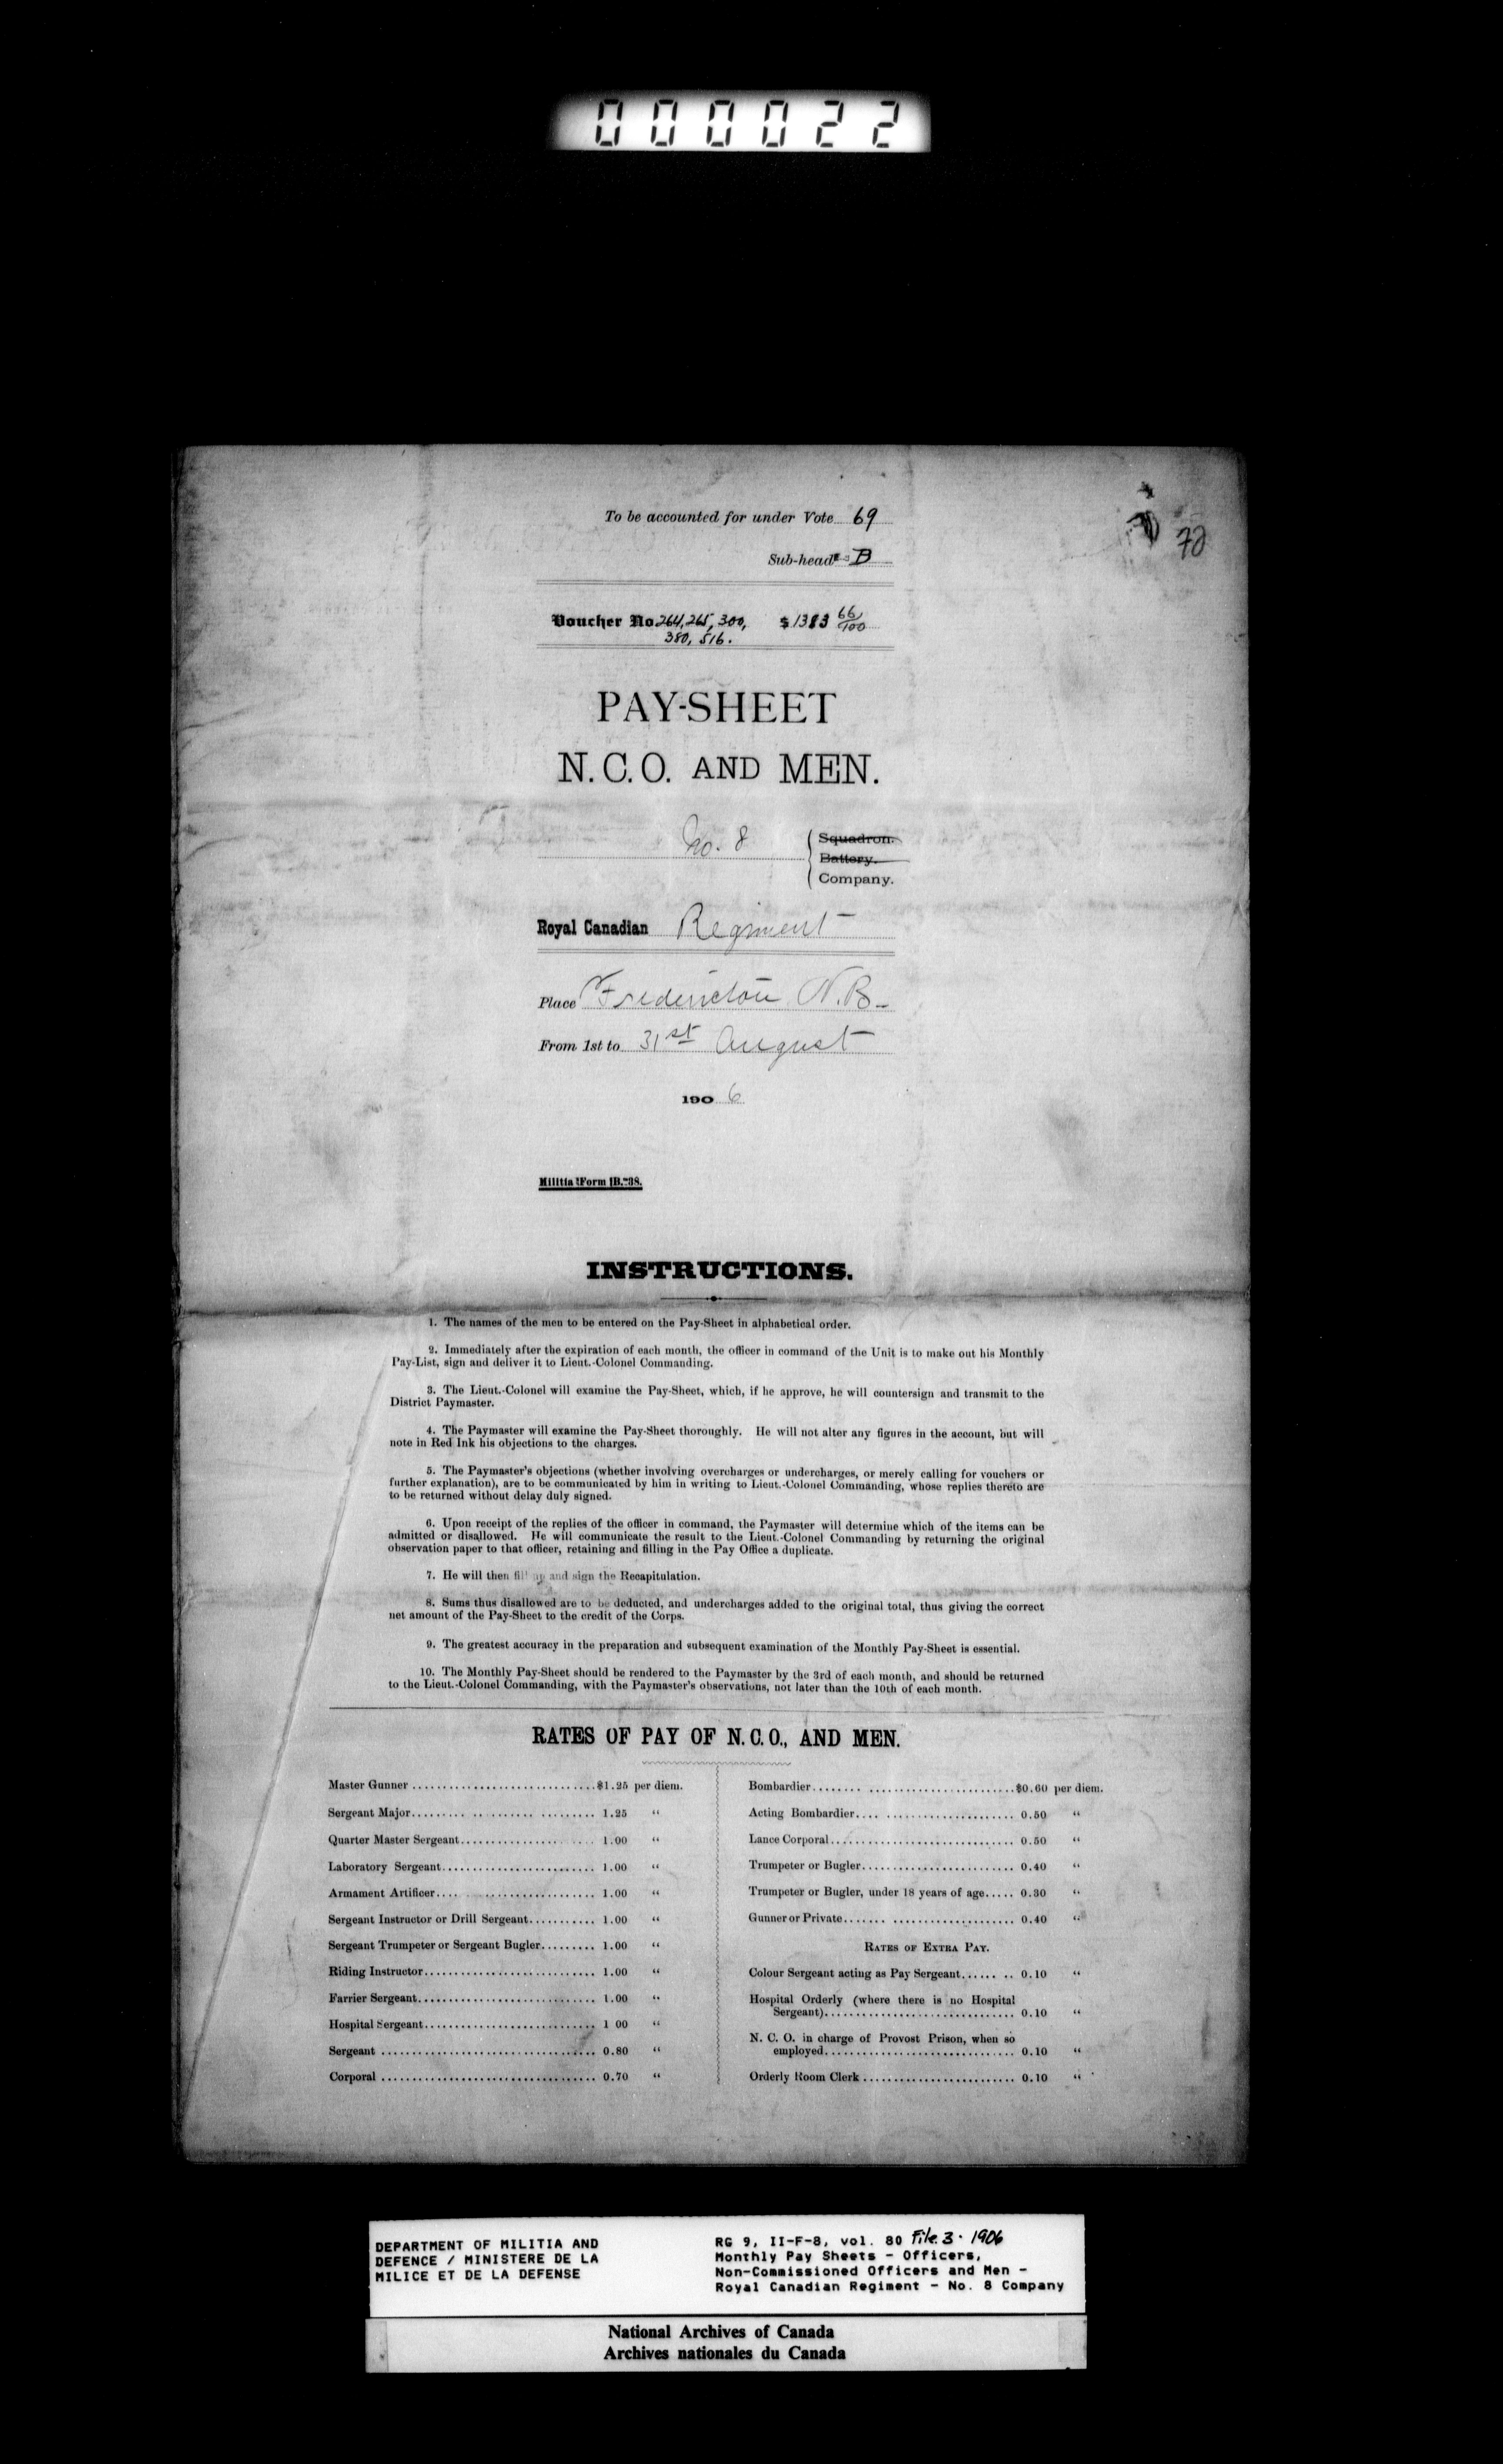 000022
To be accounted for under Vote 69
Sub-head B
72
Voucher No. 264, 265, 300, $ 1383 66/100
380, 516.
PAY-SHEET
N. C. O. AND MEN.
No. 8
Squadron.
Battery.
Company.
Royal Canadian Regiment
Place Fredericton N.B.
From 1st to 31st August
190 6
Militia Form B. 38.
INSTRUCTIONS.
1. The names of the men to be entered on the Pay-Sheet in alphabetical order.
2. Immediately after the expiration of each month, the officer in command of the Unit is to make out his Monthly
Pay-List, sign and deliver it to Lieut.-Colonel Commanding.
3. The Lieut.-Colonel will examine the Pay-Sheet, which, if he approve, he will countersign and transmit to the
District Paymaster.
4. The Paymaster will examine the Pay-Sheet thoroughly. He will not alter any figures in the account, but will
note in Red Ink his objections to the charges.
5. The Paymaster's objections (whether involving overcharges or undercharges, or merely calling for vouchers or
further explanation), are to be communicated by him in writing to Lieut.-Colonel Commanding, whose replies thereto are
to be returned without delay duly signed.
6. Upon receipt of the replies of the officer in command, the Paymaster will determine which of the items can be
admitted or disallowed. He will communicate the result to the Lieut.-Colonel Commanding by returning the original
observation paper to that officer, retaining and filling in the Pay Office a duplicate.
7. He will then fill up and sign the Recapitulation.
8. Sums thus disallowed are to be deducted, and undercharges added to the original total, thus giving the correct
net amount of the Pay-Sheet to the credit of the Corps.
9. The greatest accuracy in the preparation and subsequent examination of the Monthly Pay-Sheet is essential.
10. The Monthly Pay-Sheet should be rendered to the Paymaster by the 3rd of each month, and should be returned
to the Lieut.-Colonel Commanding, with the Paymaster's observations, not later than the 10th of each month.
RATES OF PAY OF N. C. O., AND MEN.
Master Gunner ........ $1.25 per diem.
Sergeant Major ........ 1.25 "
Quarter Master Sergeant ........ 1.00 "
Laboratory Sergeant ........ 1.00 "
Armament Artificer ........ 1.00 "
Sergeant Instructor or Drill Sergeant ........ 1.00 "
Sergeant Trumpeter or Sergeant Bugler ........ 1.00 "
Riding Instructor ........ 1.00 "
Farrier Sergeant ........ 1.00 "
Hospital Sergeant ........ 1 00 "
Sergeant ........ 0.80 "
Corporal ........ 0.70 "
Bombardier ........ $0.60 per diem.
Acting Bombardier ........ 0.50 "
Lance Corporal ........ 0.50 "
Trumpeter or Bugler ........ 0.40 "
Trumpeter or Bugler, under 18 years of age ..... 0.30 "
Gunner or Private ........ 0.40 "
RATES OF EXTRA PAY.
Colour Sergeant acting as Pay Sergeant ........ 0.10 "
Hospital Orderly (where there is no Hospital
Sergeant) ........ 0.10 "
N. C. O. in charge of Provost Prison, when so
employed ........ 0.10 "
Orderly Room Clerk ........ 0.10 "
DEPARTMENT OF MILITIA AND
DEFENCE / MINISTERE DE LA
MILICE ET DE LA DEFENSE
RG 9, II-F-8, vol. 80 File 3. 1906
Monthly Pay Sheets - Officers,
Non-Commissioned Officers and Men -
Royal Canadian Regiment - No. 8 Company
National Archives of Canada
Archives nationales du Canada